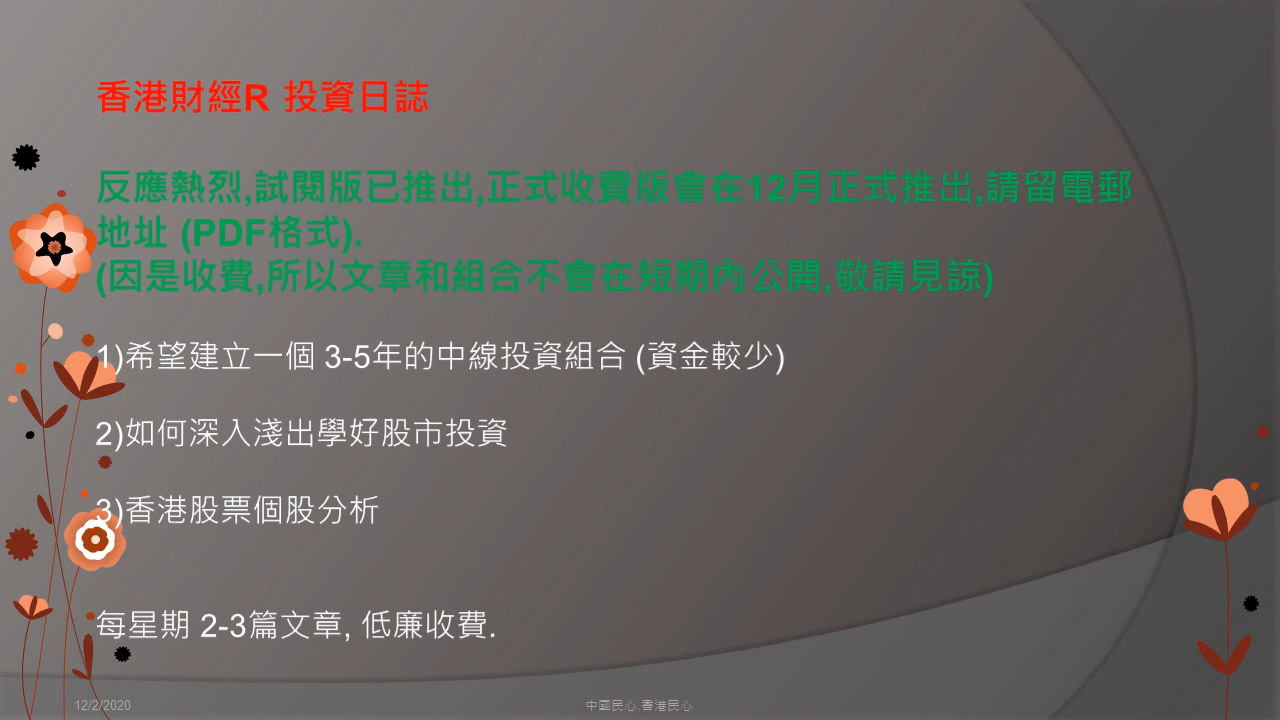 香港財經R 投資日誌
反應熱烈,試閱版已推出,正式收費版會在12月正式推出,請留電郵
地址 (PDF格式).
(因是收費,所以文章和組合不會在短期內公開,敬請見諒)
1)希望建立一個 3-5年的中線投資組合 (資金較少)
2)如何深入淺出學好股市投資
3)香港股票個股分析
每星期 2-3篇文章, 低廉收費.
12/2/2020
中國民心.香港民心